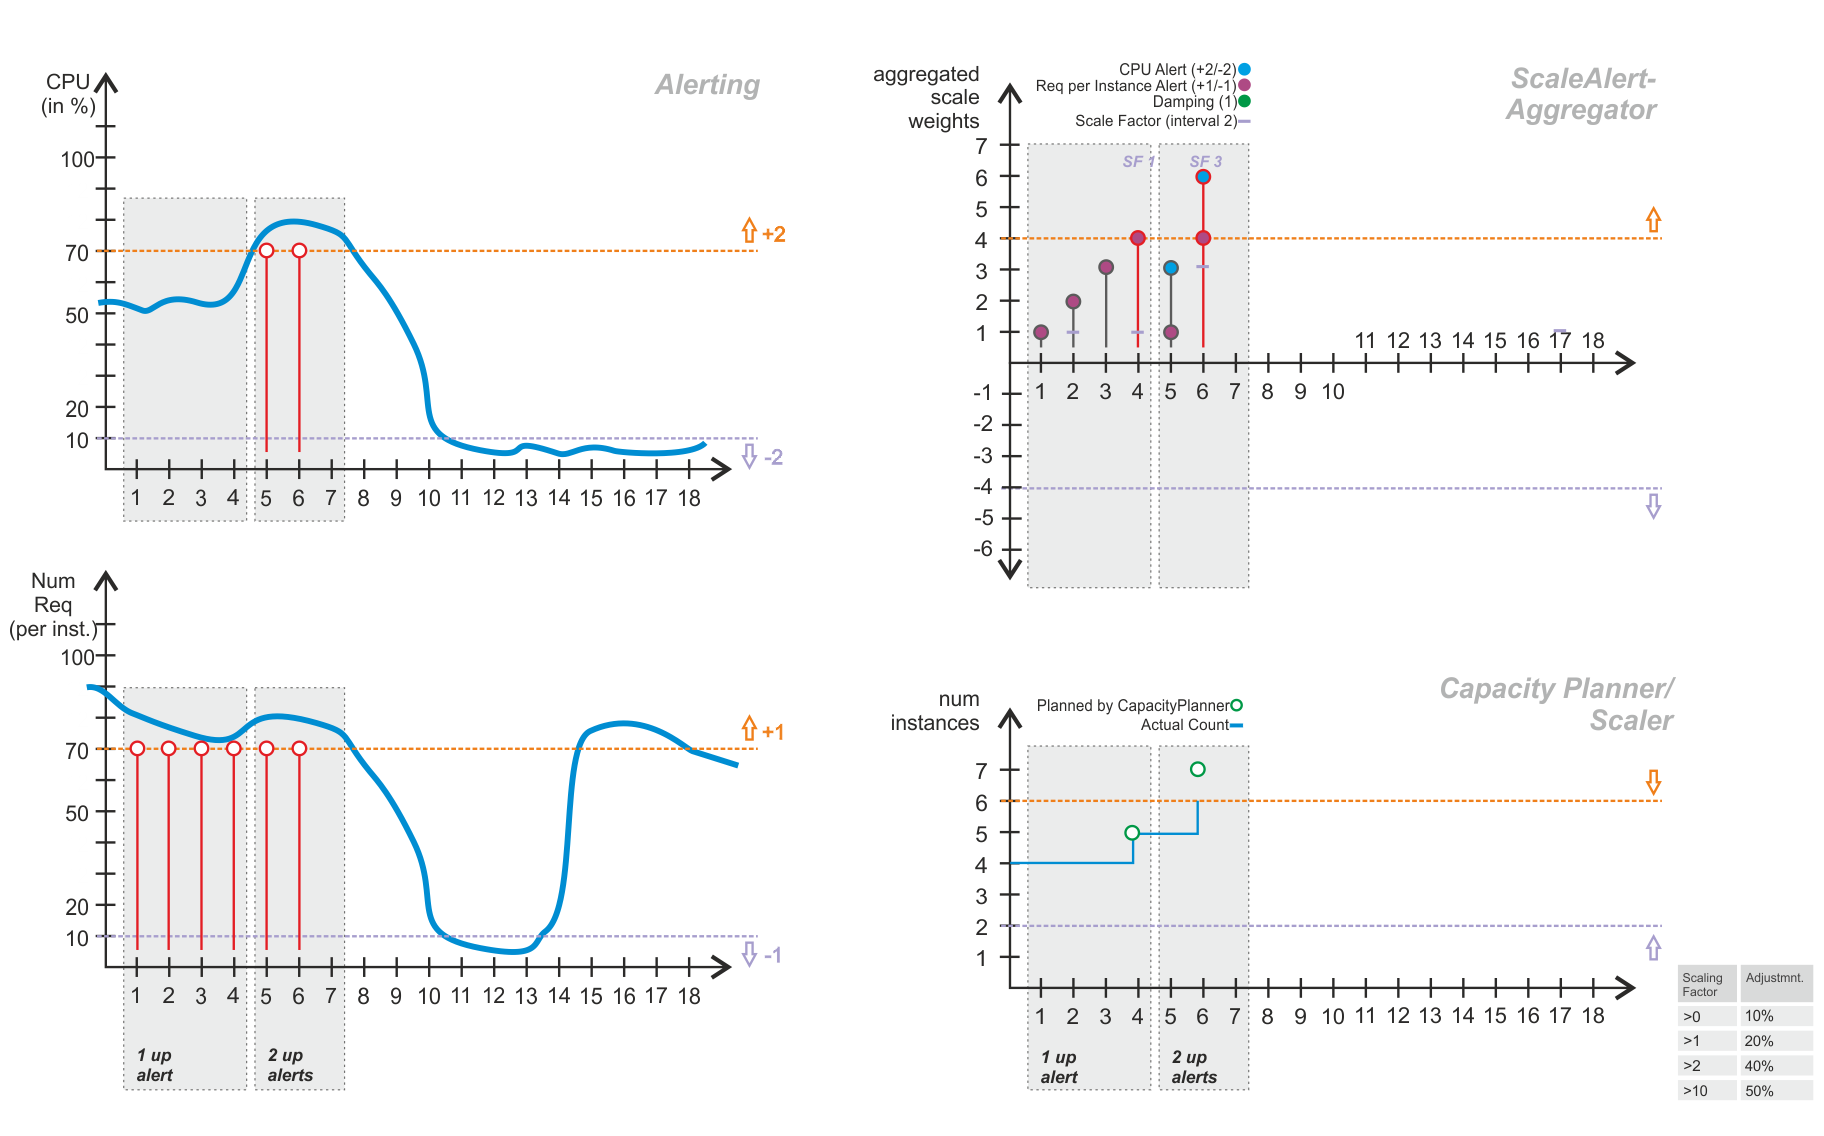 CPU
(in %)
Alerting
100
70
50
20
10
+2
-2
1 2 3 4 5 6 7 8 9 10 11 12 13 14 15 16 17 18
Num
Req
(per inst.)
100
70
50
20
10
+1
-1
1 2 3 4 5 6 7 8 9 10 11 12 13 14 15 16 17 18
1 up
alert
2 up
alerts
aggregated
scale
weights
CPU Alert (+2/-2)
Req per Instance Alert (+1/-1)
Damping (1)
Scale Factor (interval 2)
ScaleAlert-
Aggregator
SF 1
SF 3
7
6
5
4
3
2
1
11 12 13 14 15 16 17 18
1 2 3 4 5 6 7 8 9 10
-1
-2
-3
-4
-5
-6
num
instances
Planned by CapacityPlanner
Actual Count
Capacity Planner/
Scaler
7
6
5
4
3
2
1
1 2 3 4 5 6 7 8 9 10 11 12 13 14 15 16 17 18
1 up
alert
2 up
alerts
Scaling
Factor
Adjustmnt.
>0 10%
>1 20%
>2 40%
>10 50%